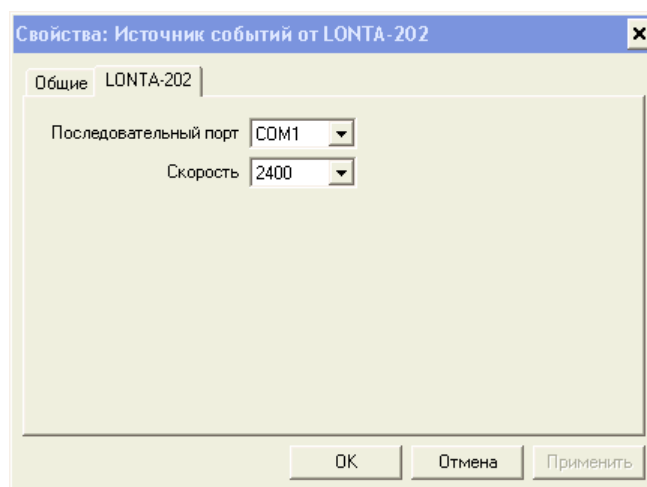 Свойства: Источник событий от LONTA-202
Общие LONTA-202
Последовательный порт COM1
Скорость 2400
OK Отмена Применить